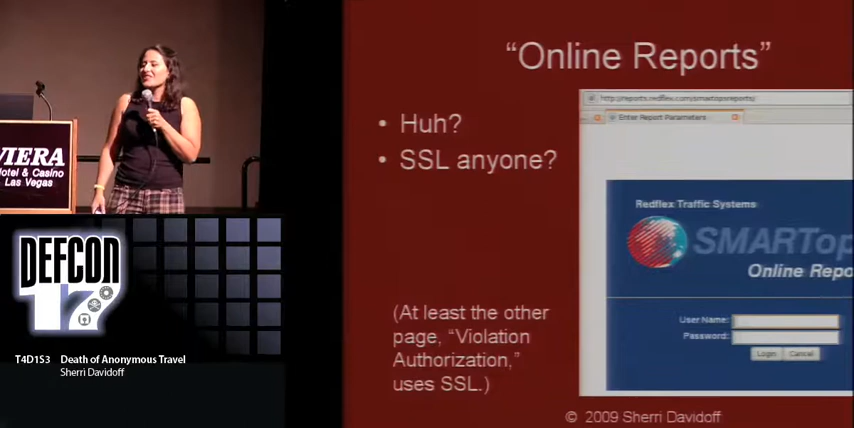 "Online Reports"
• Huh?
• SSL anyone?
(At least the other
page, "Violation
Authorization,"
uses SSL.)
http://reports.redflex.com/smartopsreports/
Enter Report Parameters
Redflex Traffic Systems
SMARTop
Online Repo
User Name:
Password:
Login Cancel
© 2009 Sherri Davidoff
VIERA
Hotel & Casino
Las Vegas
DEFCON
17
T4D1S3 Death of Anonymous Travel
Sherri Davidoff